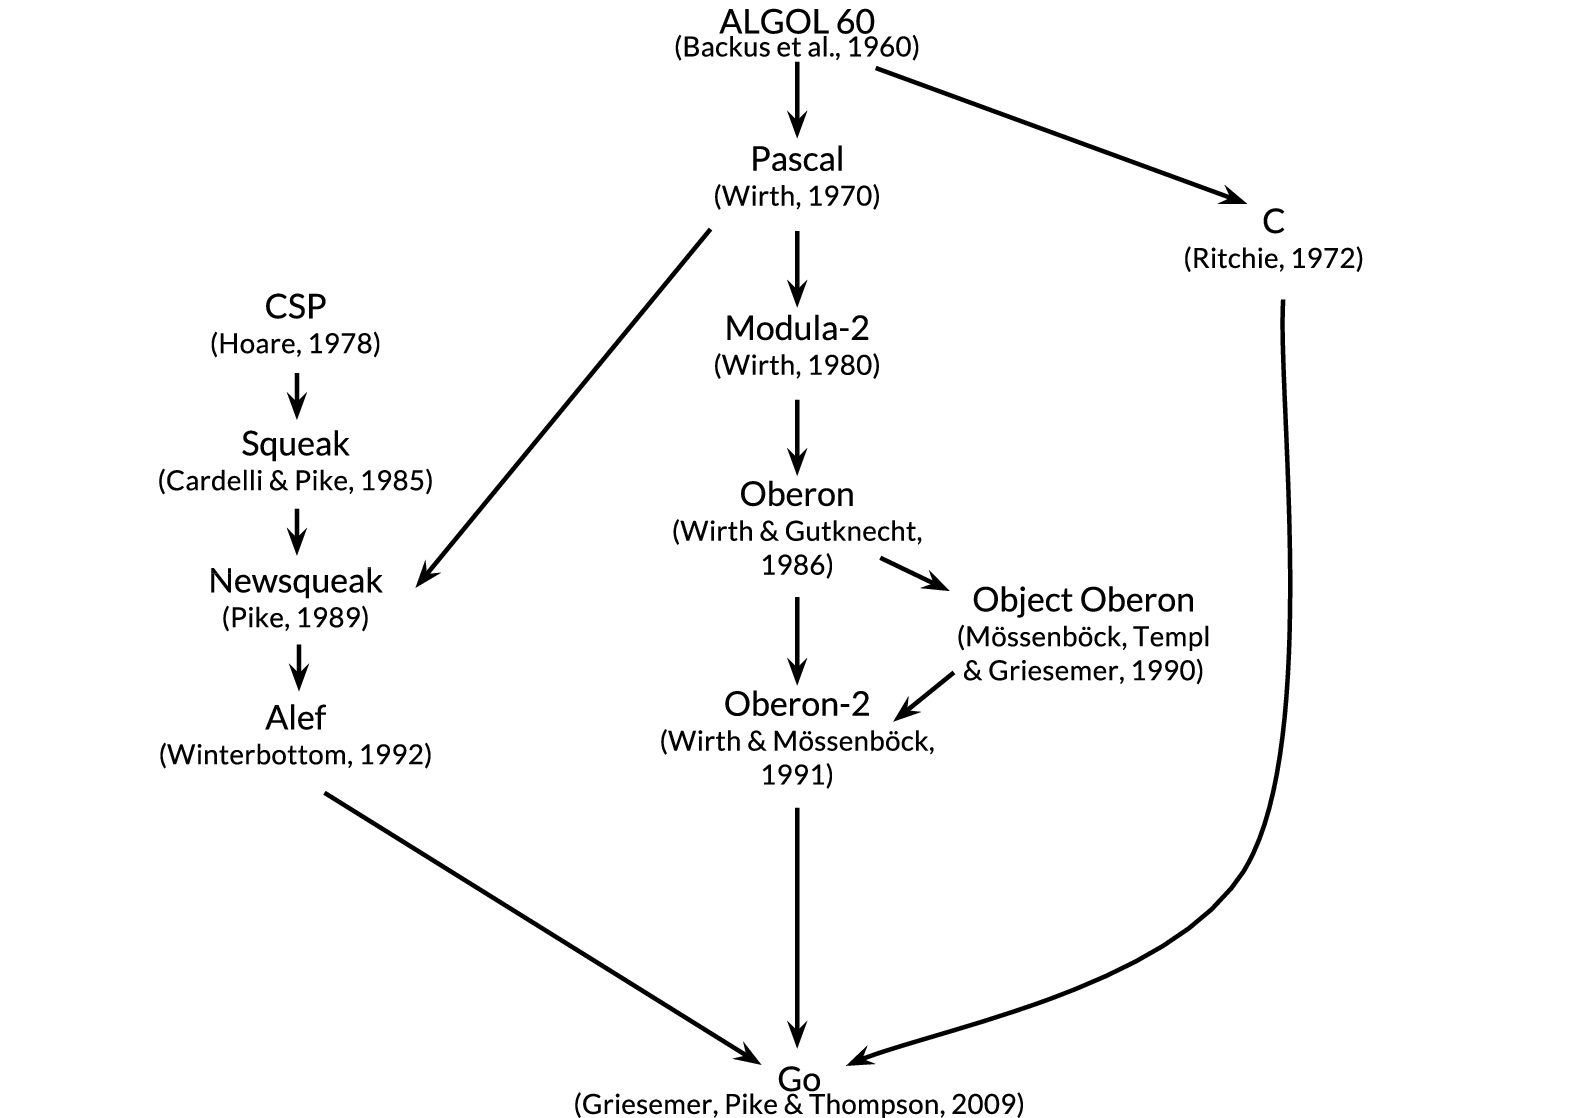 ALGOL 60
(Backus et al., 1960)
Pascal
(Wirth, 1970)
C
(Ritchie, 1972)
CSP
(Hoare, 1978)
Modula-2
(Wirth, 1980)
Squeak
(Cardelli & Pike, 1985)
Oberon
(Wirth & Gutknecht,
1986)
Newsqueak
(Pike, 1989)
Object Oberon
(Mössenböck, Templ
& Griesemer, 1990)
Alef
(Winterbottom, 1992)
Oberon-2
(Wirth & Mössenböck,
1991)
Go
(Griesemer, Pike & Thompson, 2009)